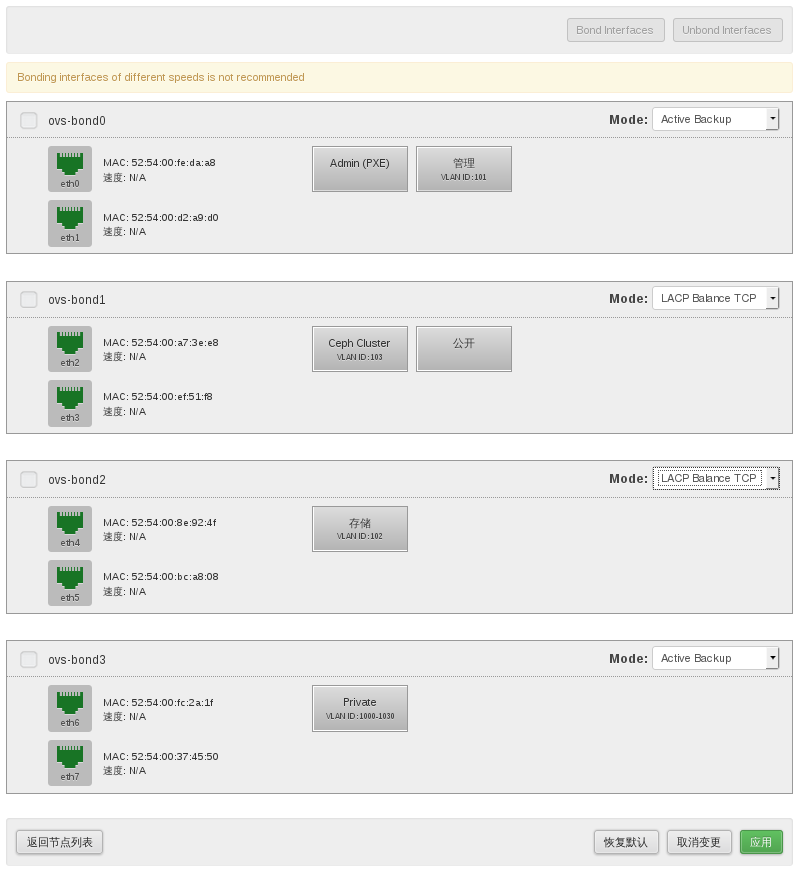 Bond Interfaces Unbond Interfaces
Bonding interfaces of different speeds is not recommended
ovs-bond0 Mode: Active Backup
eth0 MAC: 52:54:00:fe:da:a8 Admin (PXE) 管理
速度: N/A VLAN ID:101
eth1 MAC: 52:54:00:d2:a9:d0
速度: N/A
ovs-bond1 Mode: LACP Balance TCP
eth2 MAC: 52:54:00:a7:3e:e8 Ceph Cluster 公开
速度: N/A VLAN ID:103
eth3 MAC: 52:54:00:ef:51:f8
速度: N/A
ovs-bond2 Mode: LACP Balance TCP
eth4 MAC: 52:54:00:8e:92:4f 存储
速度: N/A VLAN ID:102
eth5 MAC: 52:54:00:bc:a8:08
速度: N/A
ovs-bond3 Mode: Active Backup
eth6 MAC: 52:54:00:fc:2a:1f Private
速度: N/A VLAN ID:1000-1030
eth7 MAC: 52:54:00:37:45:50
速度: N/A
返回节点列表 恢复默认 取消变更 应用